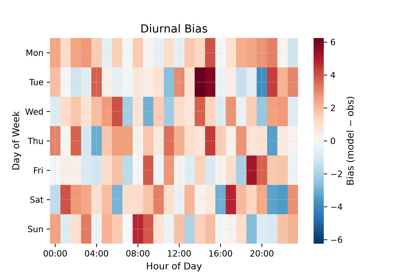 Diurnal Bias
Mon
Tue
Wed
Thu
Fri
Sat
Sun
Day of Week
00:00 04:00 08:00 12:00 16:00 20:00
Hour of Day
6
4
2
0
−2
−4
−6
Bias (model − obs)